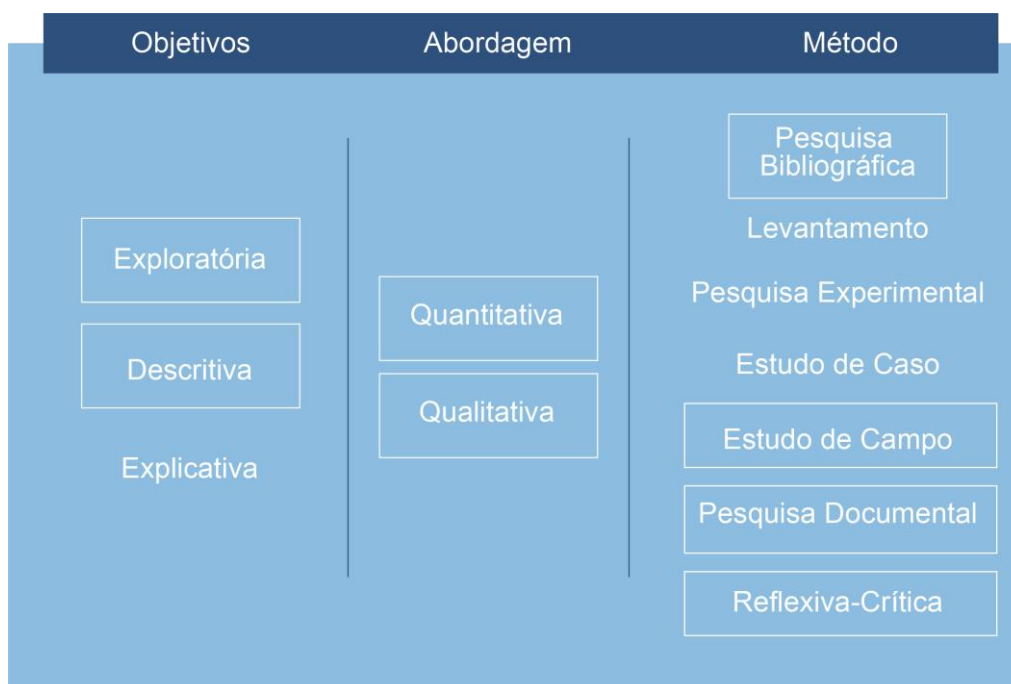 Objetivos
Abordagem
Método
Exploratória
Descritiva
Explicativa
Quantitativa
Qualitativa
Pesquisa
Bibliográfica
Levantamento
Pesquisa Experimental
Estudo de Caso
Estudo de Campo
Pesquisa Documental
Reflexiva-Crítica